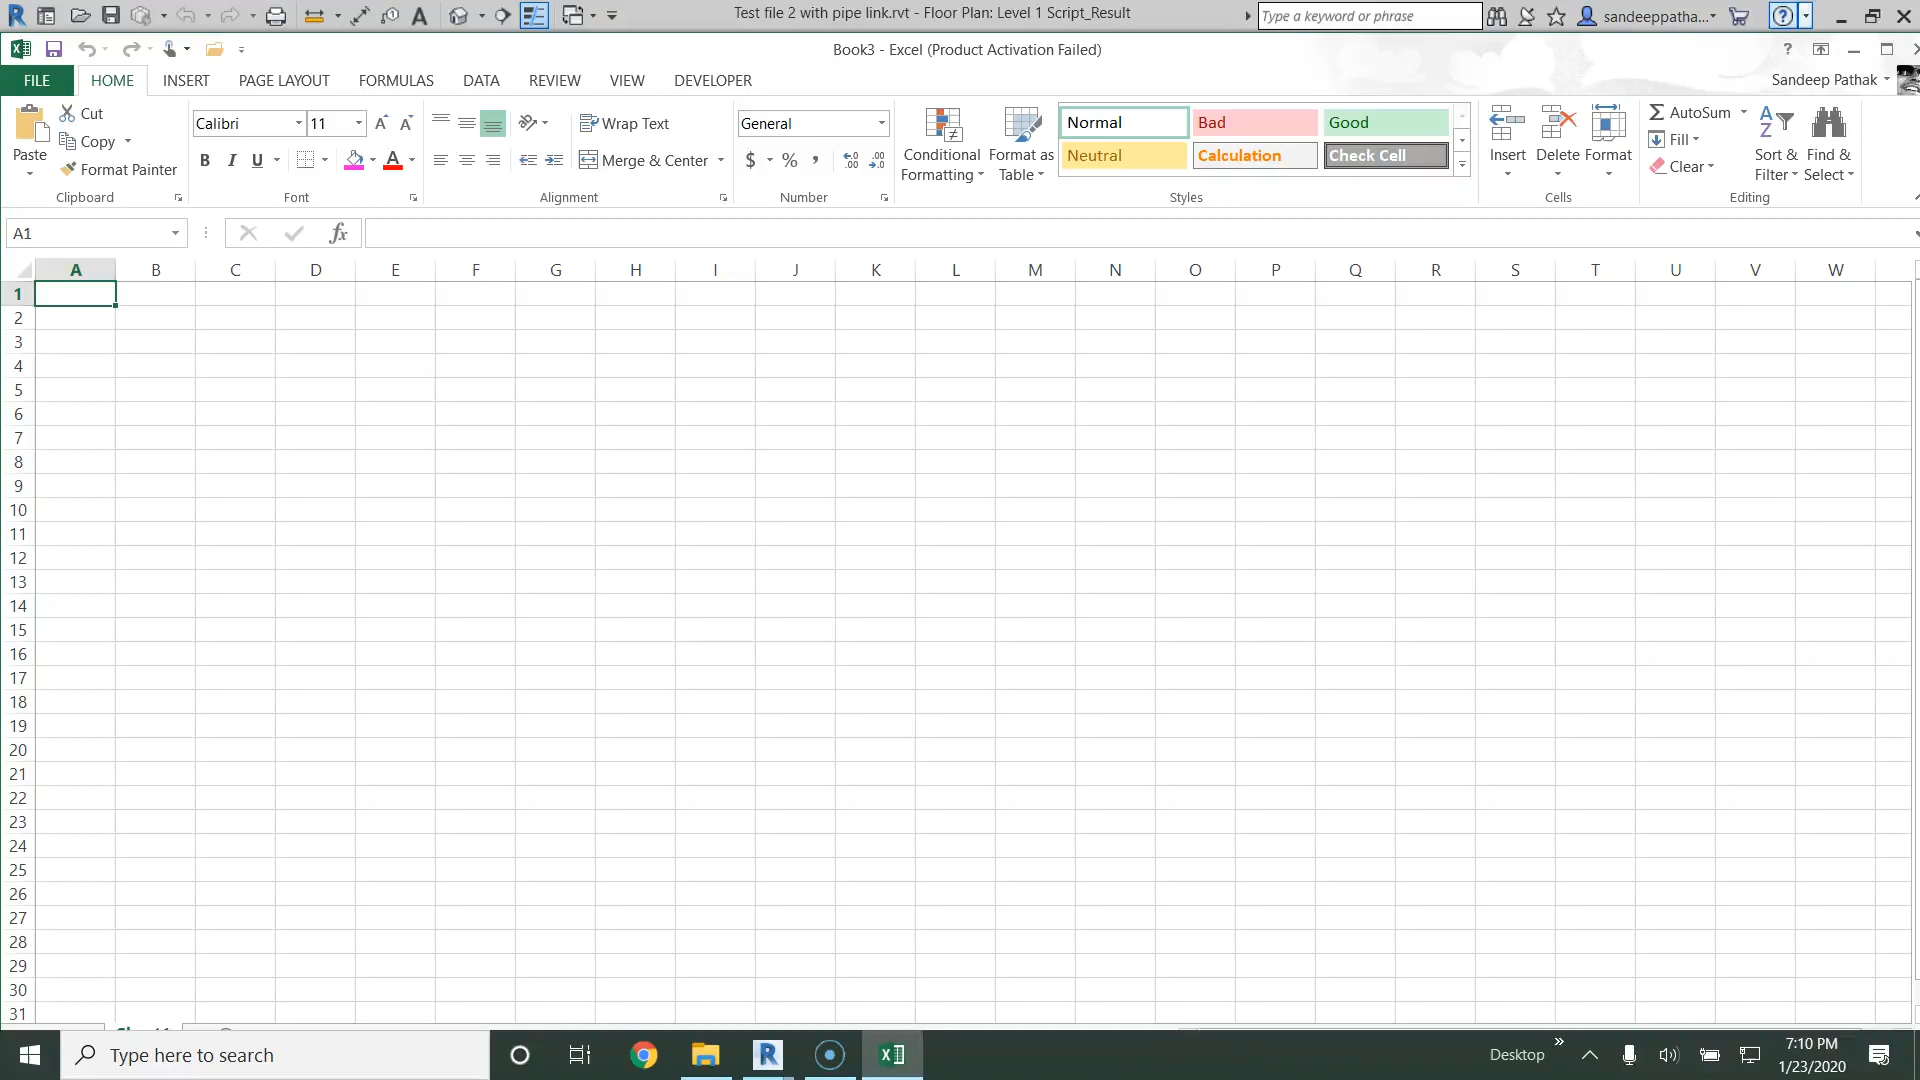 Test file 2 with pipe link.rvt - Floor Plan: Level 1 Script_Result
Type a keyword or phrase
sandeeppatha...
Book3 - Excel (Product Activation Failed)
FILE HOME INSERT PAGE LAYOUT FORMULAS DATA REVIEW VIEW DEVELOPER
Sandeep Pathak
Paste
Cut
Copy
Format Painter
Clipboard
Calibri 11
B I U
Font
Wrap Text
Merge & Center
Alignment
General
$ % ,
Number
Conditional Formatting
Format as Table
Normal Bad Good
Neutral Calculation Check Cell
Styles
Insert Delete Format
Cells
AutoSum
Fill
Clear
Sort & Filter
Find & Select
Editing
A1
fx
A B C D E F G H I J K L M N O P Q R S T U V W
1
2
3
4
5
6
7
8
9
10
11
12
13
14
15
16
17
18
19
20
21
22
23
24
25
26
27
28
29
30
31
Type here to search
Desktop
7:10 PM
1/23/2020